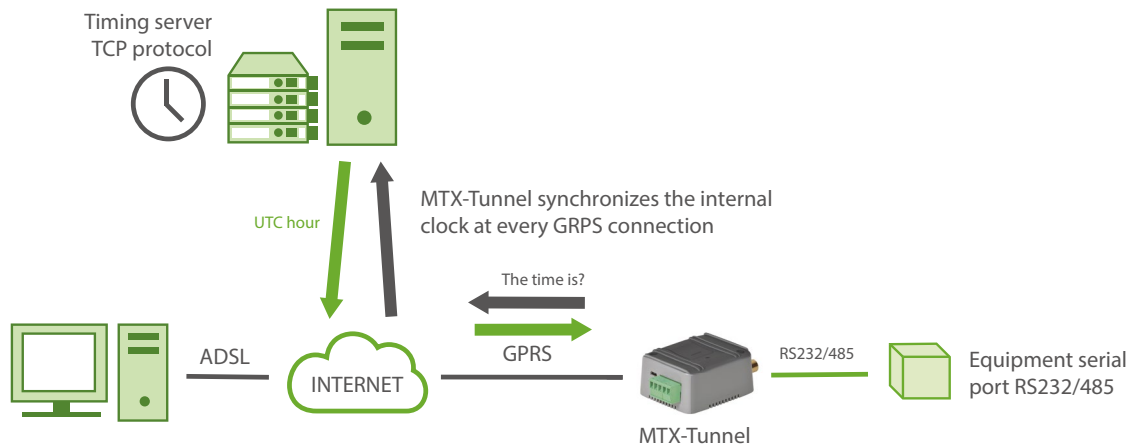 Timing server
TCP protocol
MTX-Tunnel synchronizes the internal
clock at every GRPS connection
UTC hour
The time is?
ADSL
INTERNET
GPRS
RS232/485
Equipment serial
port RS232/485
MTX-Tunnel